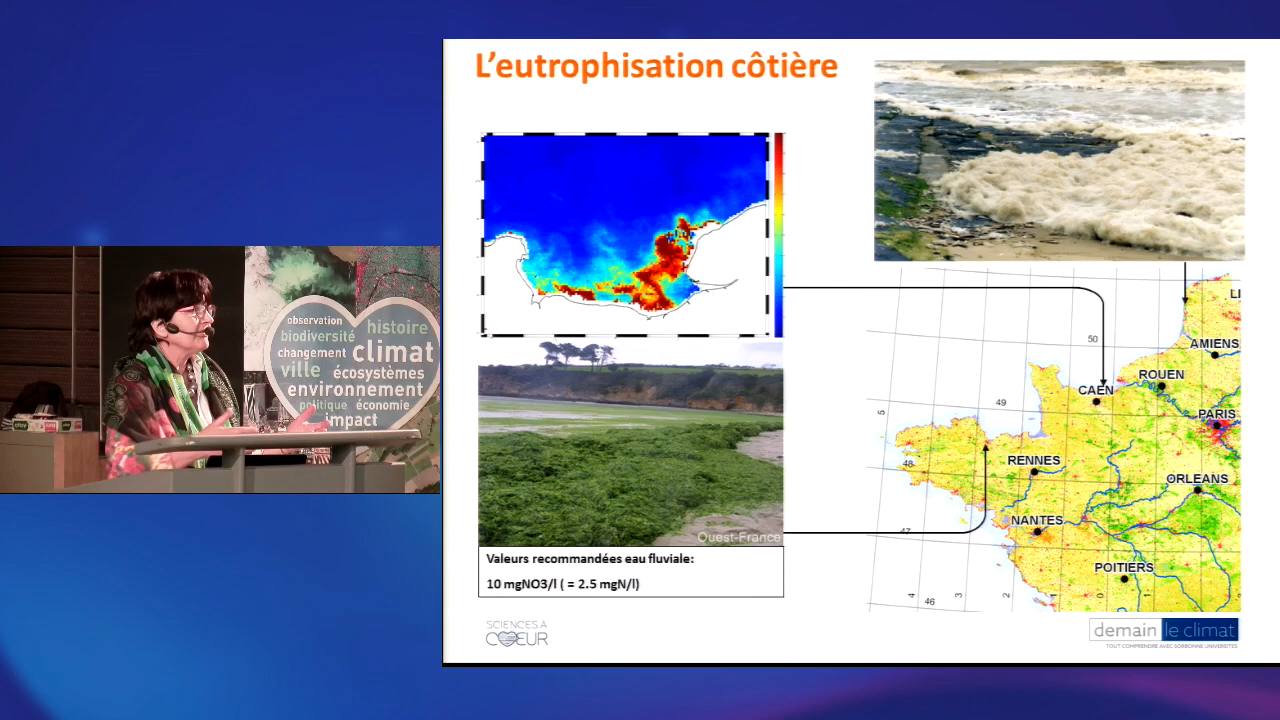 L'eutrophisation côtière
observation
histoire
biodiversité
changement
climat
ville
écosystèmes
environnement
politique
économie
impact
Ouest-France
Valeurs recommandées eau fluviale:
10 mgNO3/l ( = 2.5 mgN/l)
LI
AMIENS
50
ROUEN
CAEN
49
5
PARIS
48
RENNES
ORLEANS
NANTES
47
POITIERS
4
46
3
2
1
0
1
SCIENCES À
CŒUR
demain le climat
TOUT COMPRENDRE AVEC SORBONNE UNIVERSITÉS